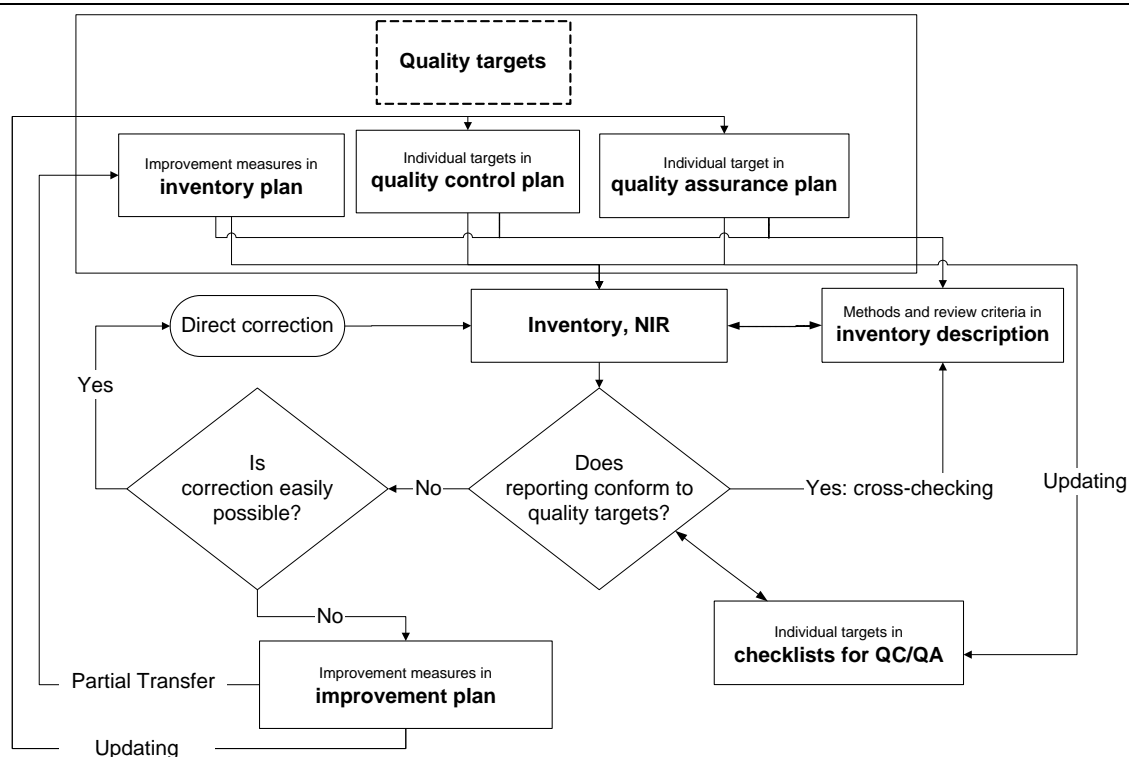 Quality targets
Improvement measures in
inventory plan
Individual targets in
quality control plan
Individual target in
quality assurance plan
Direct correction
Inventory, NIR
Methods and review criteria in
inventory description
Yes
Is
correction easily
possible?
No
Does
reporting conform to
quality targets?
Yes: cross-checking
Updating
No
Individual targets in
checklists for QC/QA
Improvement measures in
improvement plan
Partial Transfer
Updating